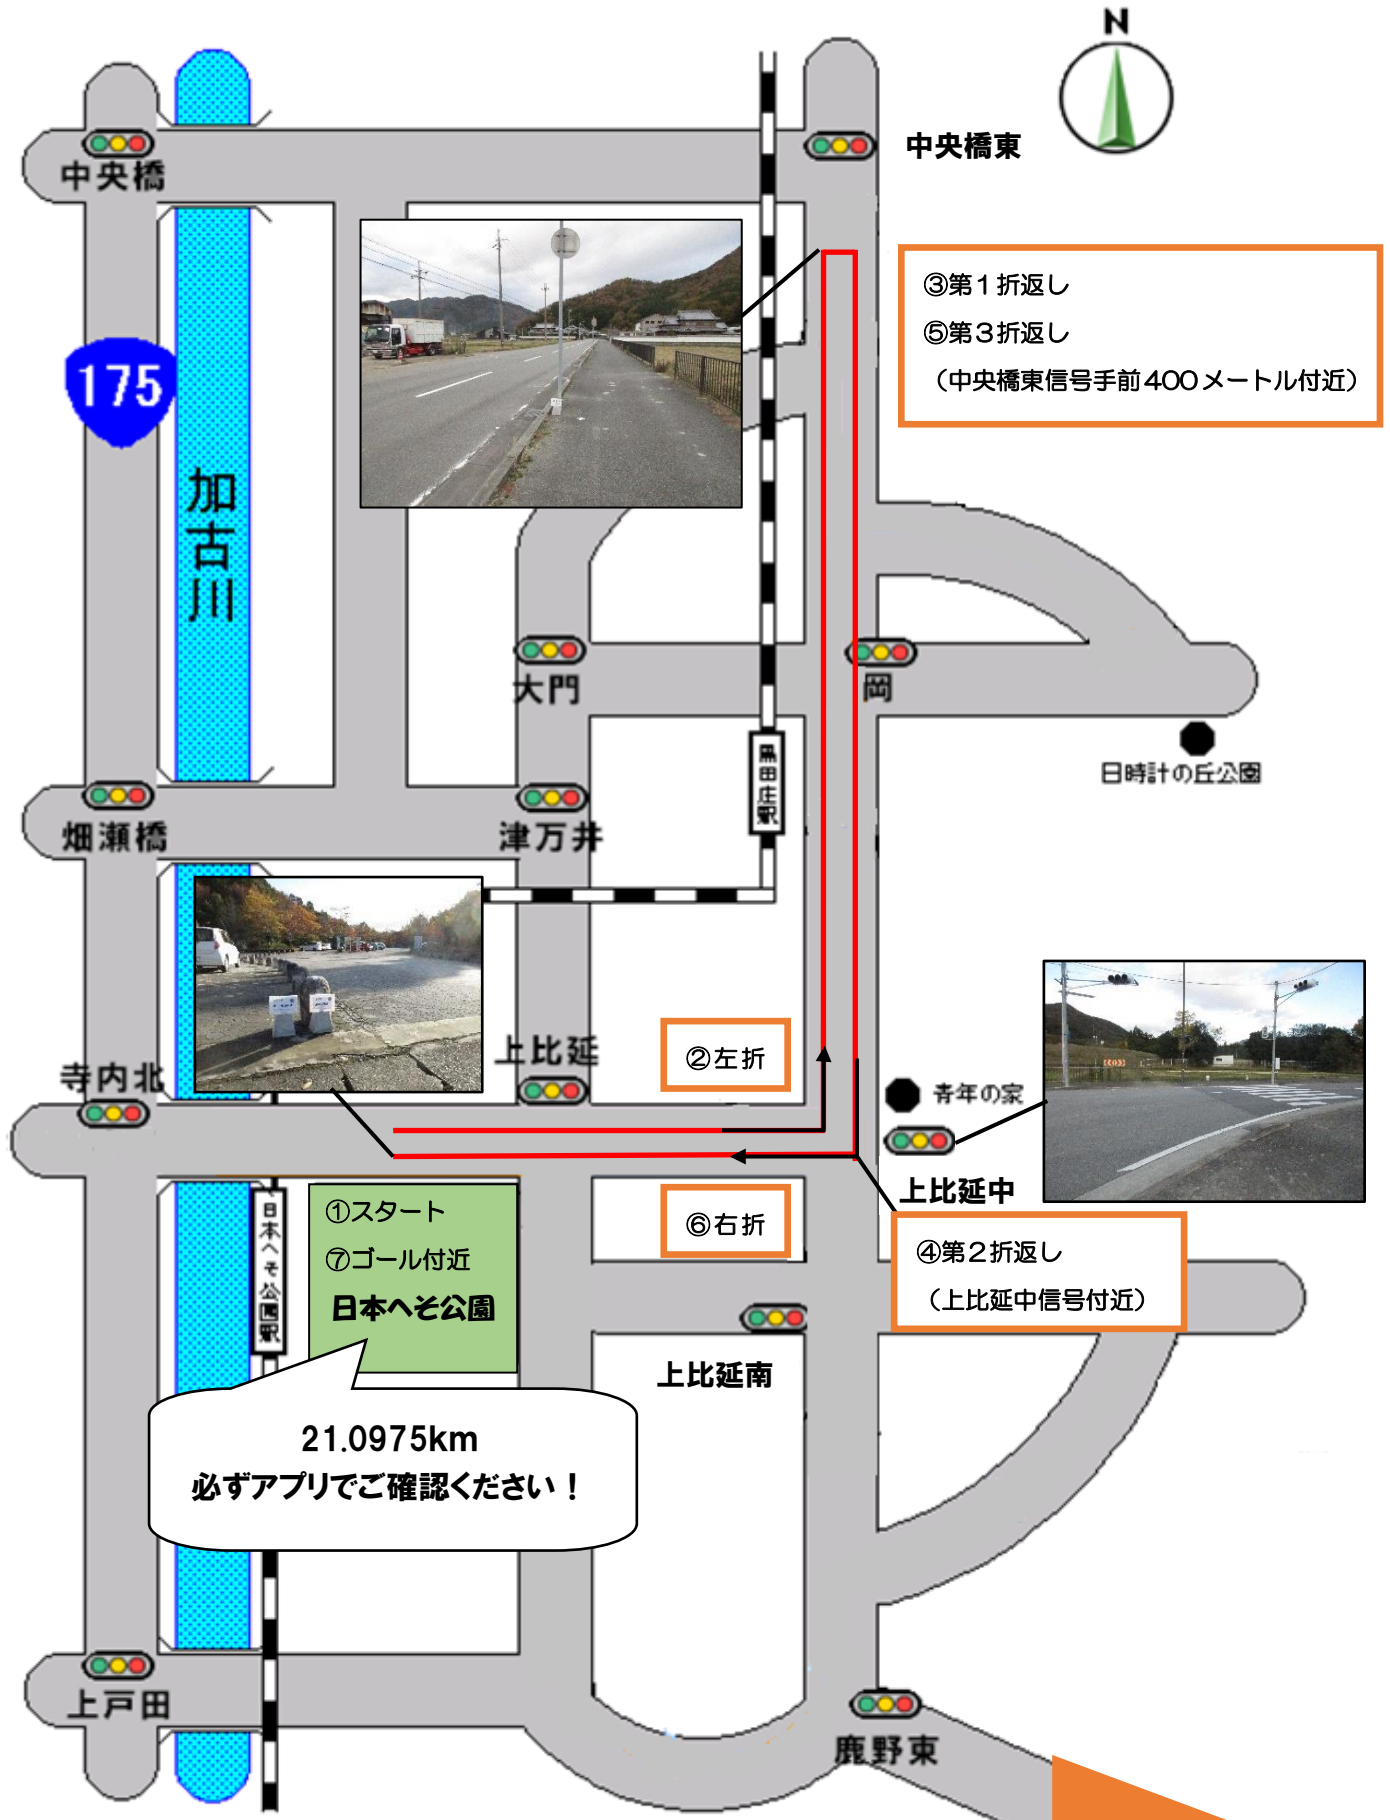 N
中央橋
中央橋東
③第1折返し
⑤第3折返し
(中央橋東信号手前400メートル付近)
175
加古川
大門
岡
黒田庄駅
日時計の丘公園
畑瀬橋
津万井
寺内北
上比延
②左折
青年の家
上比延中
⑥右折
④第2折返し
(上比延中信号付近)
①スタート
⑦ゴール付近
日本へそ公園
日本へそ公園駅
上比延南
21.0975km
必ずアプリでご確認ください！
上戸田
鹿野東